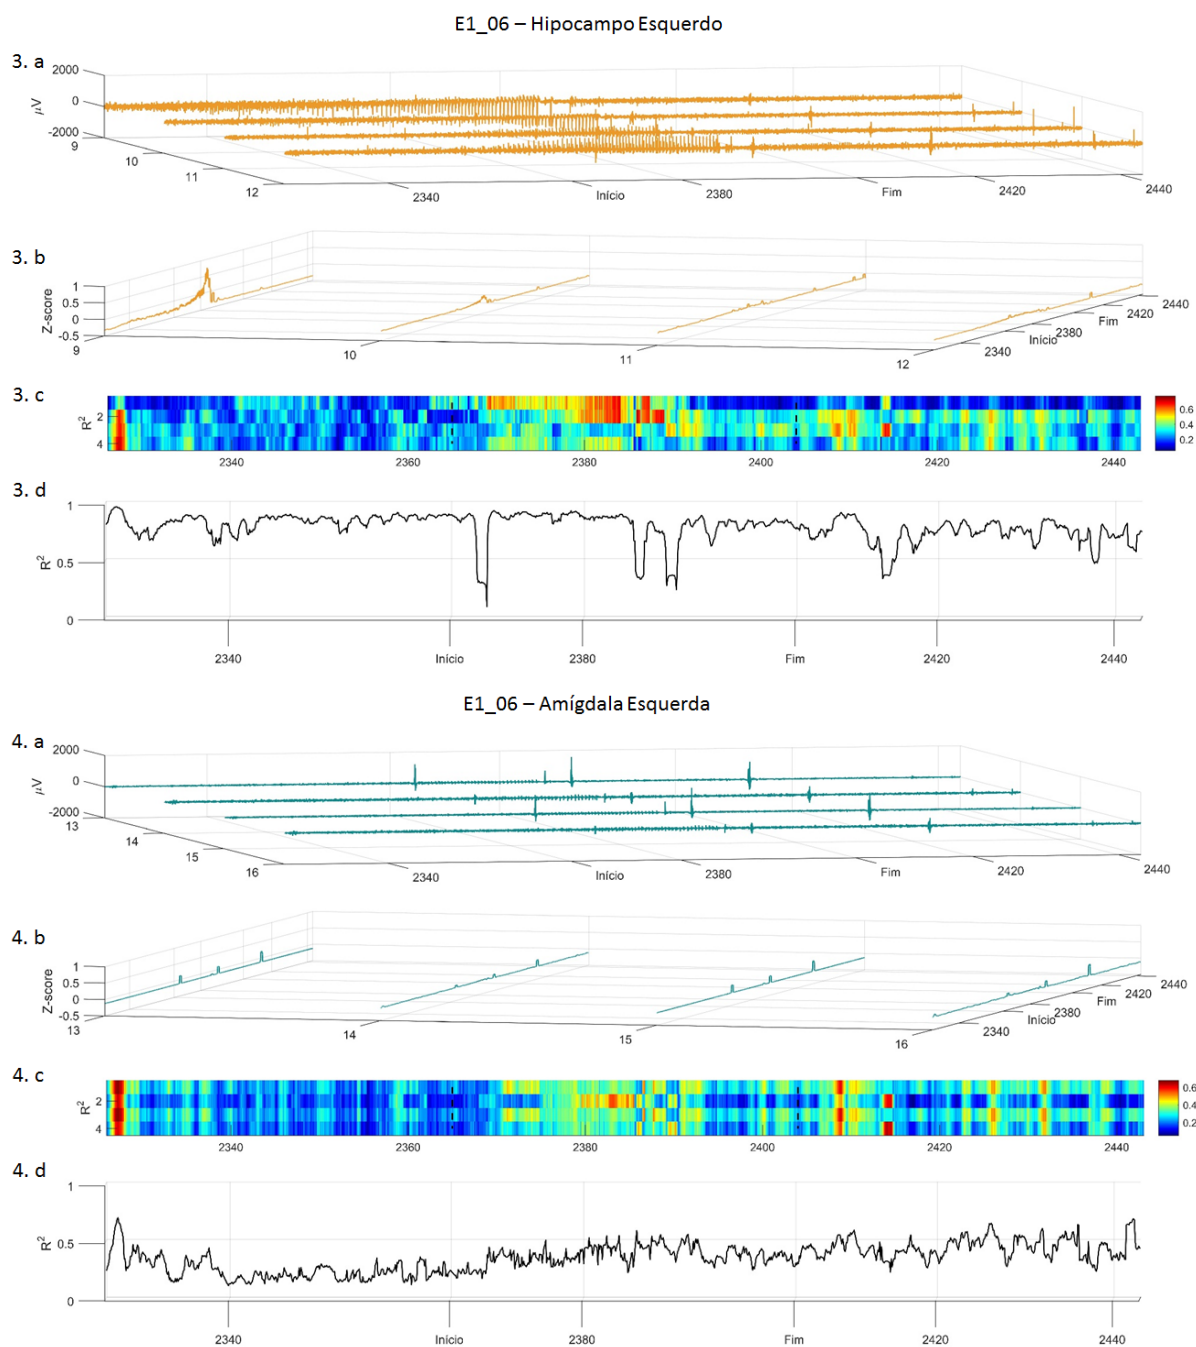 E1_06 – Hipocampo Esquerdo
3. a
2000
0
-2000
µV
9
10
11
12
2340
Início
2380
Fim
2420
2440
3. b
1
0.5
0
-0.5
Z-score
9
10
11
12
2340
Início
2380
Fim
2420
2440
3. c
R²
2
4
2340
2360
2380
2400
2420
2440
0.6
0.4
0.2
3. d
1
0.5
0
R²
2340
Início
2380
Fim
2420
2440
E1_06 – Amígdala Esquerda
4. a
2000
0
-2000
µV
13
14
15
16
2340
Início
2380
Fim
2420
2440
4. b
1
0.5
0
-0.5
Z-score
13
14
15
16
2340
Início
2380
Fim
2420
2440
4. c
R²
2
4
2340
2360
2380
2400
2420
2440
0.6
0.4
0.2
4. d
1
0.5
0
R²
2340
Início
2380
Fim
2420
2440